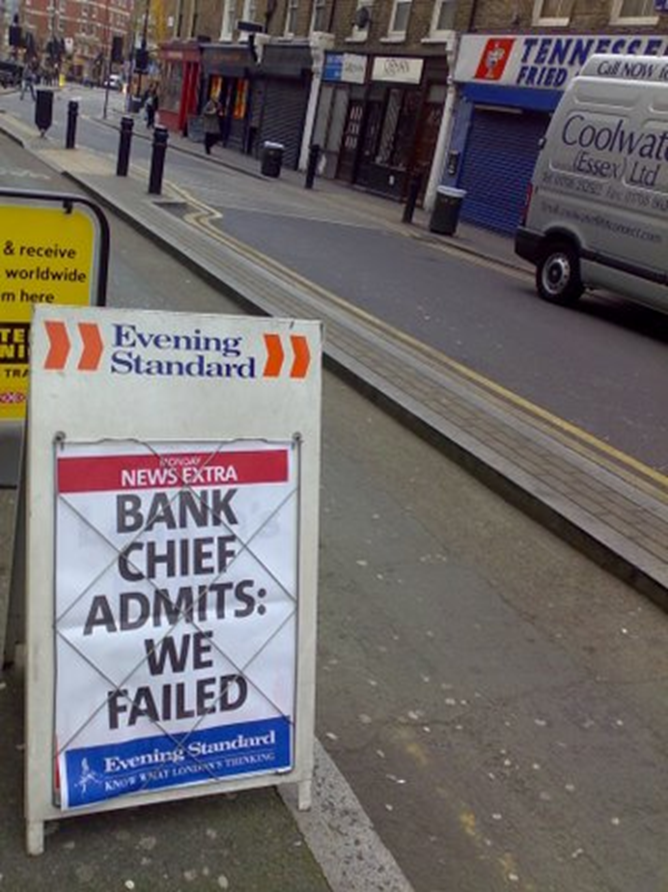 TENNESSEE
FRIED
Call NOW
Coolwat
(Essex) Ltd
& receive
worldwide
m here
TRA
Evening
Standard
MONDAY
NEWS EXTRA
BANK
CHIEF
ADMITS:
WE
FAILED
Evening Standard
KNOW WHAT LONDON'S THINKING